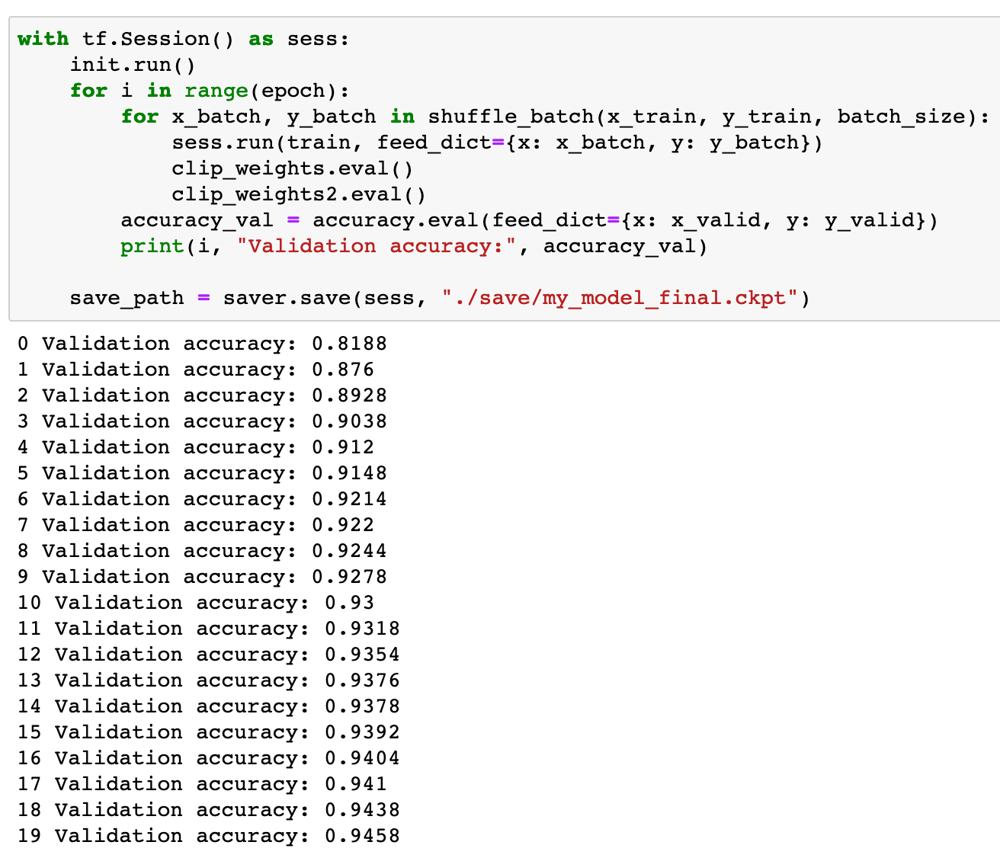 with tf.Session() as sess:
    init.run()
    for i in range(epoch):
        for x_batch, y_batch in shuffle_batch(x_train, y_train, batch_size):
            sess.run(train, feed_dict={x: x_batch, y: y_batch})
            clip_weights.eval()
            clip_weights2.eval()
        accuracy_val = accuracy.eval(feed_dict={x: x_valid, y: y_valid})
        print(i, "Validation accuracy:", accuracy_val)

    save_path = saver.save(sess, "./save/my_model_final.ckpt")
0 Validation accuracy: 0.8188
1 Validation accuracy: 0.876
2 Validation accuracy: 0.8928
3 Validation accuracy: 0.9038
4 Validation accuracy: 0.912
5 Validation accuracy: 0.9148
6 Validation accuracy: 0.9214
7 Validation accuracy: 0.922
8 Validation accuracy: 0.9244
9 Validation accuracy: 0.9278
10 Validation accuracy: 0.93
11 Validation accuracy: 0.9318
12 Validation accuracy: 0.9354
13 Validation accuracy: 0.9376
14 Validation accuracy: 0.9378
15 Validation accuracy: 0.9392
16 Validation accuracy: 0.9404
17 Validation accuracy: 0.941
18 Validation accuracy: 0.9438
19 Validation accuracy: 0.9458